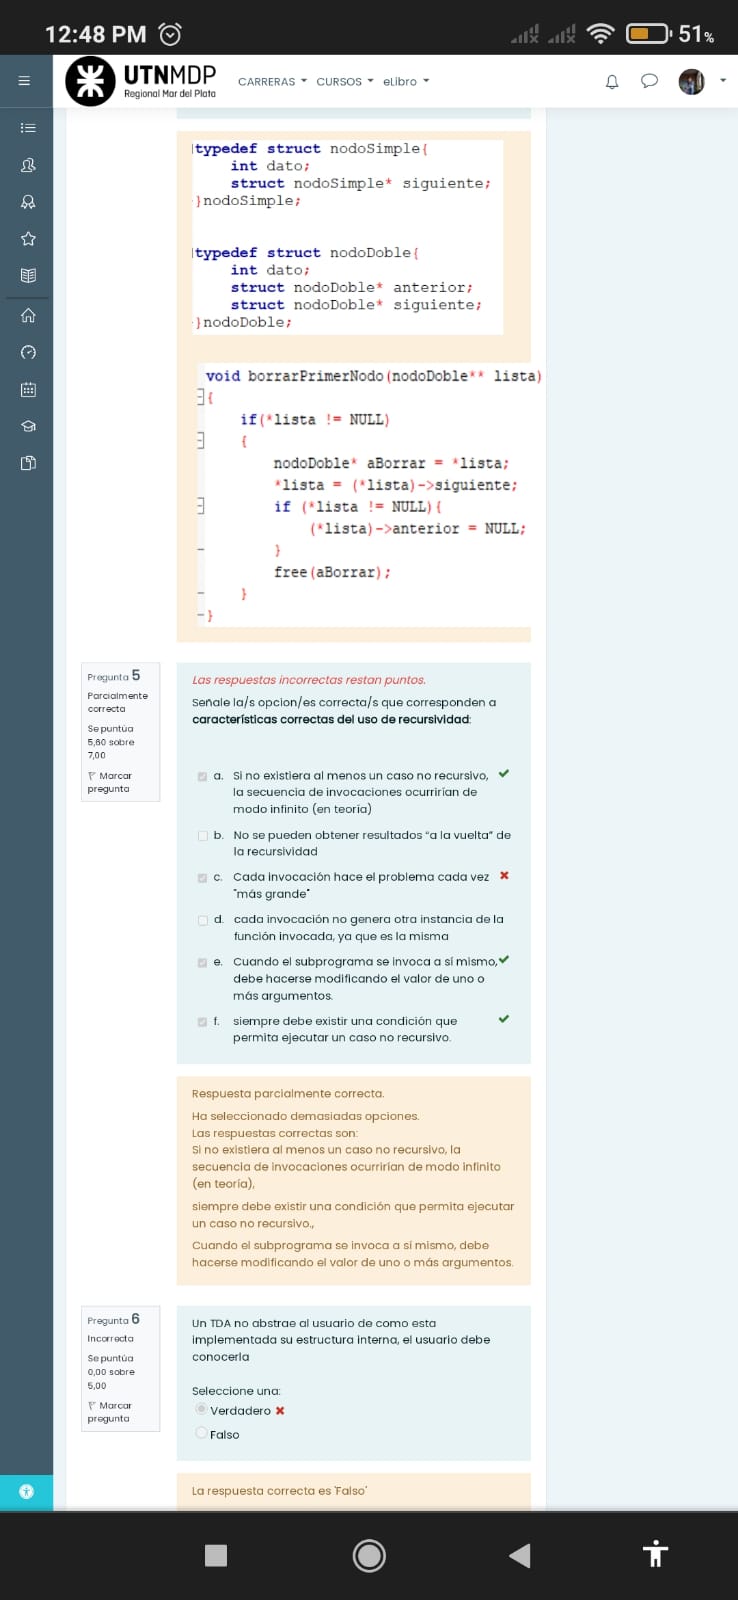 12:48 PM
51%
UTNMDP
Regional Mar del Plata
CARRERAS CURSOS eLibro
typedef struct nodoSimple{
int dato;
struct nodoSimple* siguiente;
}nodoSimple;
typedef struct nodoDoble{
int dato;
struct nodoDoble* anterior;
struct nodoDoble* siguiente;
}nodoDoble;
void borrarPrimerNodo(nodoDoble** lista)
{
if(*lista != NULL)
{
nodoDoble* aBorrar = *lista;
*lista = (*lista)->siguiente;
if (*lista != NULL){
(*lista)->anterior = NULL;
}
free(aBorrar);
}
}
Pregunta 5
Parcialmente
correcta
Se puntúa
5,60 sobre
7,00
Marcar
pregunta
Las respuestas incorrectas restan puntos.
Señale la/s opcion/es correcta/s que corresponden a
características correctas del uso de recursividad:
a. Si no existiera al menos un caso no recursivo,
la secuencia de invocaciones ocurrirían de
modo infinito (en teoría)
b. No se pueden obtener resultados "a la vuelta" de
la recursividad
c. Cada invocación hace el problema cada vez
"más grande"
d. cada invocación no genera otra instancia de la
función invocada, ya que es la misma
e. Cuando el subprograma se invoca a sí mismo,
debe hacerse modificando el valor de uno o
más argumentos.
f. siempre debe existir una condición que
permita ejecutar un caso no recursivo.
Respuesta parcialmente correcta.
Ha seleccionado demasiadas opciones.
Las respuestas correctas son:
Si no existiera al menos un caso no recursivo, la
secuencia de invocaciones ocurrirían de modo infinito
(en teoría),
siempre debe existir una condición que permita ejecutar
un caso no recursivo.,
Cuando el subprograma se invoca a sí mismo, debe
hacerse modificando el valor de uno o más argumentos.
Pregunta 6
Incorrecta
Se puntúa
0,00 sobre
5,00
Marcar
pregunta
Un TDA no abstrae al usuario de como esta
implementada su estructura interna, el usuario debe
conocerla
Seleccione una:
Verdadero
Falso
La respuesta correcta es 'Falso'